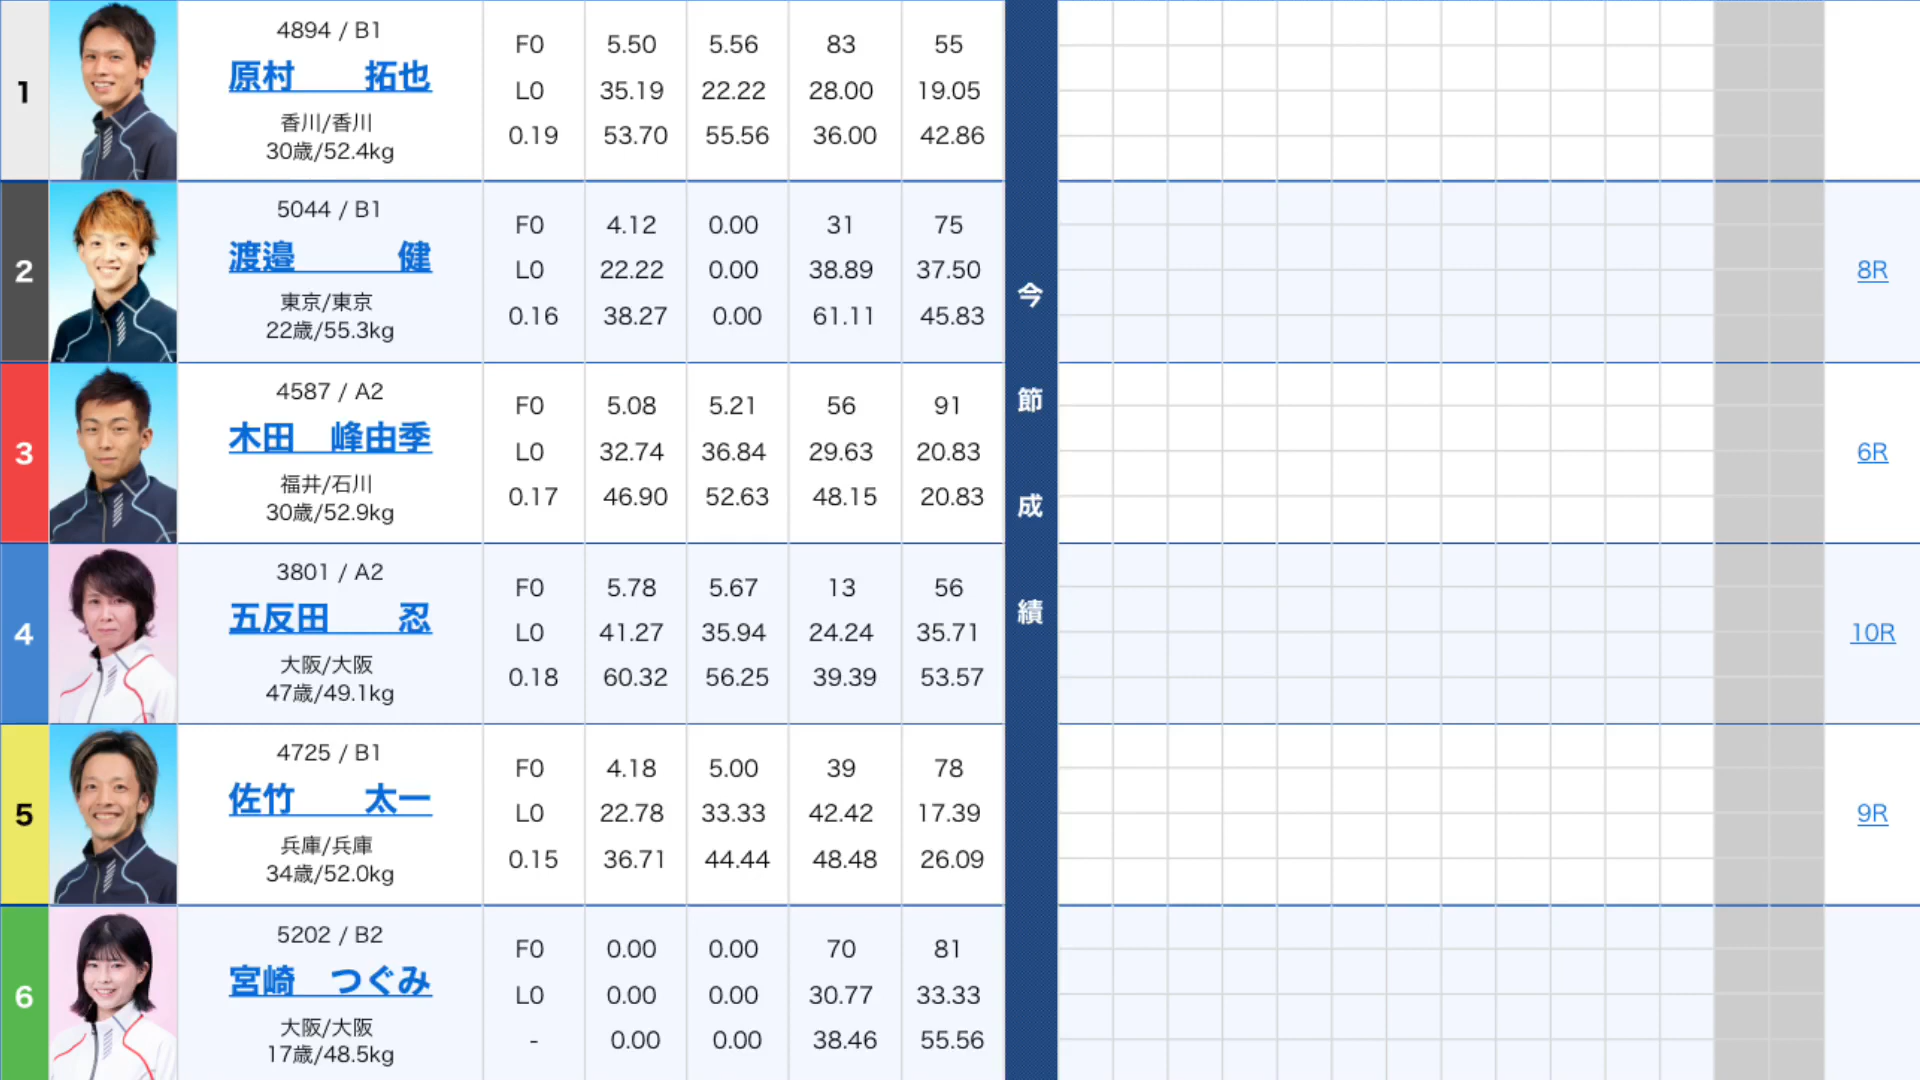 1
4894 / B1
原村 拓也
香川/香川
30歳/52.4kg
F0 5.50 5.56 83 55
L0 35.19 22.22 28.00 19.05
0.19 53.70 55.56 36.00 42.86
2
5044 / B1
渡邉 健
東京/東京
22歳/55.3kg
F0 4.12 0.00 31 75
L0 22.22 0.00 38.89 37.50
0.16 38.27 0.00 61.11 45.83
8R
3
4587 / A2
木田 峰由季
福井/石川
30歳/52.9kg
F0 5.08 5.21 56 91
L0 32.74 36.84 29.63 20.83
0.17 46.90 52.63 48.15 20.83
6R
今節成績
4
3801 / A2
五反田 忍
大阪/大阪
47歳/49.1kg
F0 5.78 5.67 13 56
L0 41.27 35.94 24.24 35.71
0.18 60.32 56.25 39.39 53.57
10R
5
4725 / B1
佐竹 太一
兵庫/兵庫
34歳/52.0kg
F0 4.18 5.00 39 78
L0 22.78 33.33 42.42 17.39
0.15 36.71 44.44 48.48 26.09
9R
6
5202 / B2
宮崎 つぐみ
大阪/大阪
17歳/48.5kg
F0 0.00 0.00 70 81
L0 0.00 0.00 30.77 33.33
- 0.00 0.00 38.46 55.56